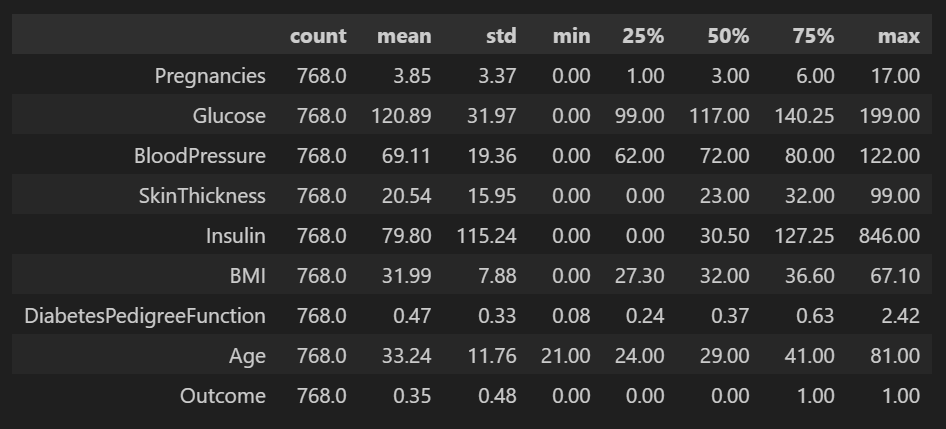 count mean std min 25% 50% 75% max
Pregnancies 768.0 3.85 3.37 0.00 1.00 3.00 6.00 17.00
Glucose 768.0 120.89 31.97 0.00 99.00 117.00 140.25 199.00
BloodPressure 768.0 69.11 19.36 0.00 62.00 72.00 80.00 122.00
SkinThickness 768.0 20.54 15.95 0.00 0.00 23.00 32.00 99.00
Insulin 768.0 79.80 115.24 0.00 0.00 30.50 127.25 846.00
BMI 768.0 31.99 7.88 0.00 27.30 32.00 36.60 67.10
DiabetesPedigreeFunction 768.0 0.47 0.33 0.08 0.24 0.37 0.63 2.42
Age 768.0 33.24 11.76 21.00 24.00 29.00 41.00 81.00
Outcome 768.0 0.35 0.48 0.00 0.00 0.00 1.00 1.00